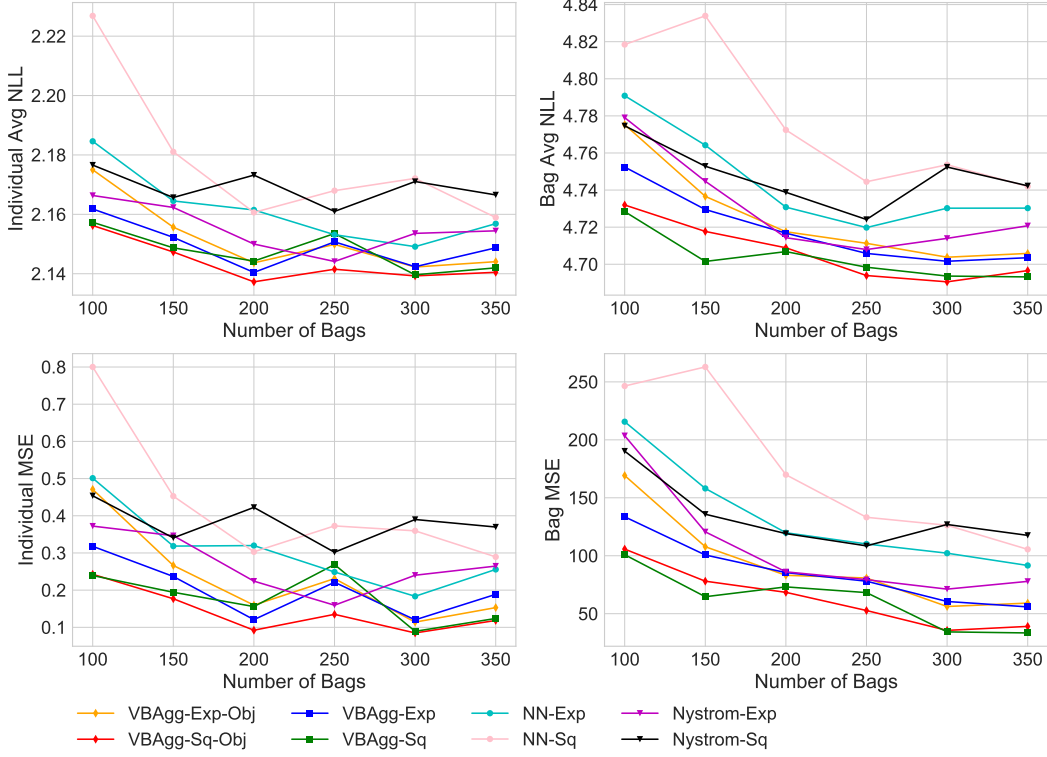 Individual Avg NLL
2.22
2.20
2.18
2.16
2.14
100 150 200 250 300 350
Number of Bags
Bag Avg NLL
4.84
4.82
4.80
4.78
4.76
4.74
4.72
4.70
100 150 200 250 300 350
Number of Bags
Individual MSE
0.8
0.7
0.6
0.5
0.4
0.3
0.2
0.1
100 150 200 250 300 350
Number of Bags
Bag MSE
250
200
150
100
50
100 150 200 250 300 350
Number of Bags
VBAgg-Exp-Obj VBAgg-Exp NN-Exp Nystrom-Exp
VBAgg-Sq-Obj VBAgg-Sq NN-Sq Nystrom-Sq